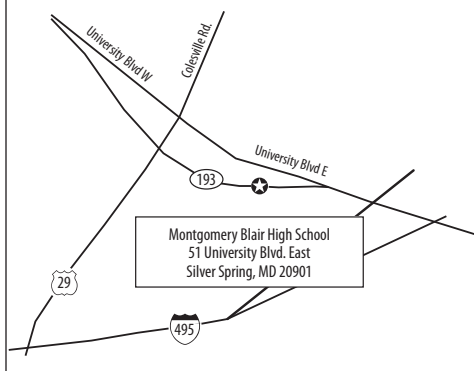 University Blvd W
Colesville Rd.
University Blvd E
193
Montgomery Blair High School
51 University Blvd. East
Silver Spring, MD 20901
29
495